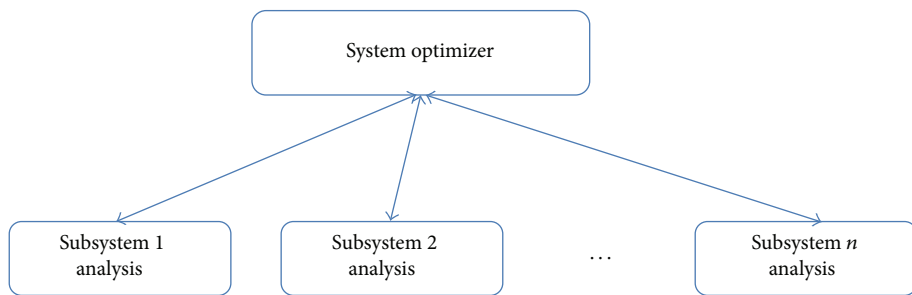 System optimizer
Subsystem 1
analysis
Subsystem 2
analysis
...
Subsystem n
analysis